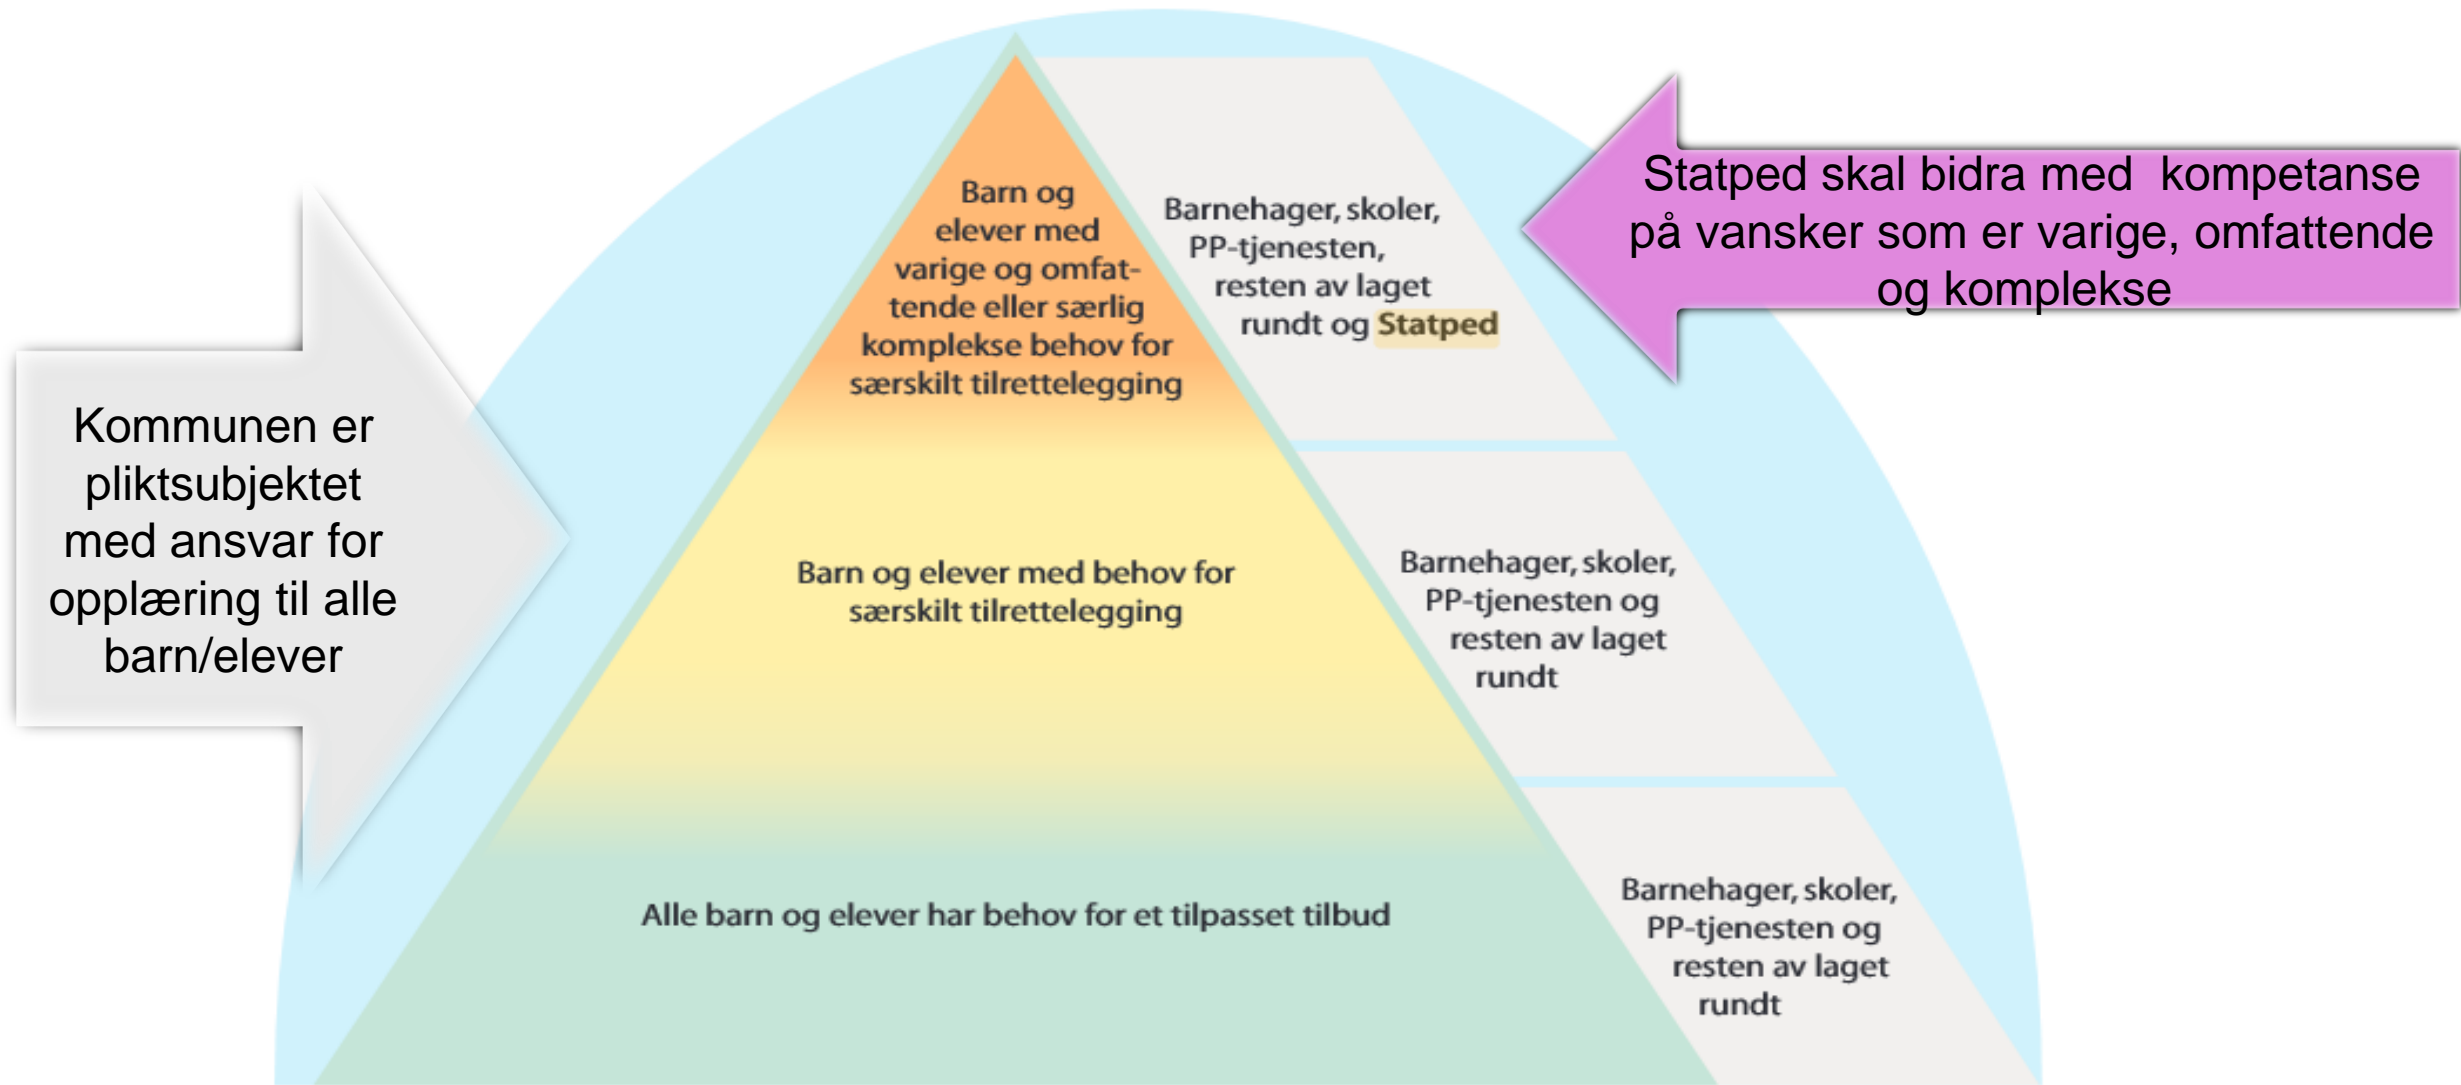 Kommunen er
pliktsubjektet
med ansvar for
opplæring til alle
barn/elever
Barn og
elever med
varige og omfat-
tende eller særlig
komplekse behov for
særskilt tilrettelegging
Barnehager, skoler,
PP-tjenesten,
resten av laget
rundt og Statped
Statped skal bidra med  kompetanse
på vansker som er varige, omfattende
og komplekse
Barn og elever med behov for
særskilt tilrettelegging
Barnehager, skoler,
PP-tjenesten og
resten av laget
rundt
Alle barn og elever har behov for et tilpasset tilbud
Barnehager, skoler,
PP-tjenesten og
resten av laget
rundt